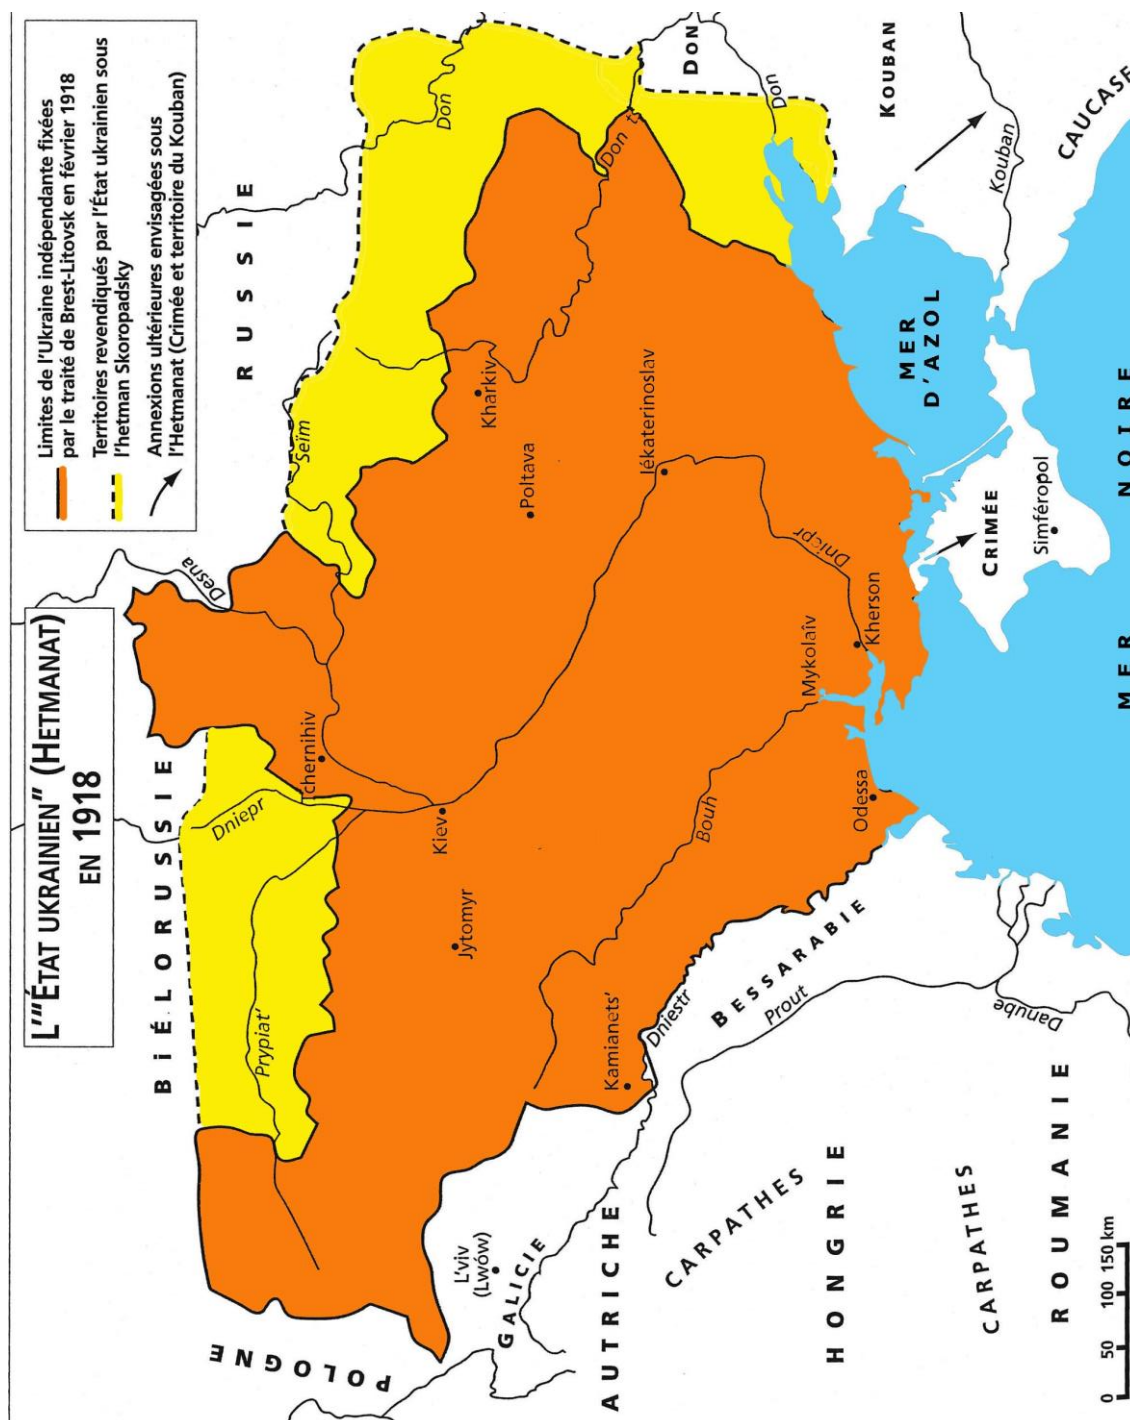 L'"ÉTAT UKRAINIEN" (HETMANAT)
EN 1918
Limites de l'Ukraine indépendante fixées
par le traité de Brest-Litovsk en février 1918
Territoires revendiqués par l'État ukrainien sous
l'hetman Skoropadsky
Annexions ultérieures envisagées sous
l'Hetmanat (Crimée et territoire du Kouban)
BiÉLORUSSIE
RUSSIE
Desna
Seïm
Don
Dniepr
Prypiat'
Tchernihiv
Kiev
Jytomyr
Kharkiv
Poltava
Don
DON
Don
Iékaterinoslav
KOUBAN
Kouban
CAUCASE
POLOGNE
L'viv
(Lwów)
GALICIE
Kamianets'
Dniestr
Bouh
Dniepr
Mykolaïv
Kherson
Odessa
MER
D'AZOL
AUTRICHE
CARPATHES
BESSARABIE
Prout
HONGRIE
CARPATHES
Danube
ROUMANIE
CRIMÉE
Simféropol
MER NOIRE
0 50 100 150 km